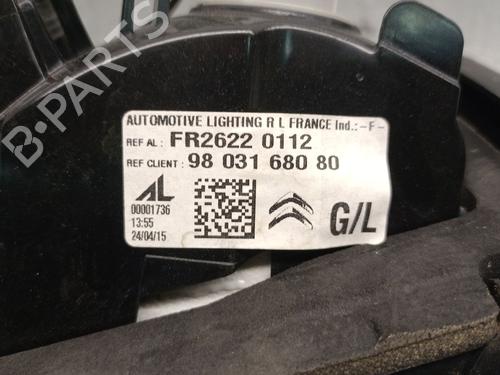 AUTOMOTIVE LIGHTING R L FRANCE Ind.: -F-
REF AL : FR2622 0112
REF CLIENT : 98 031 680 80
AL
00001736
13:55
24/04/15
G/L